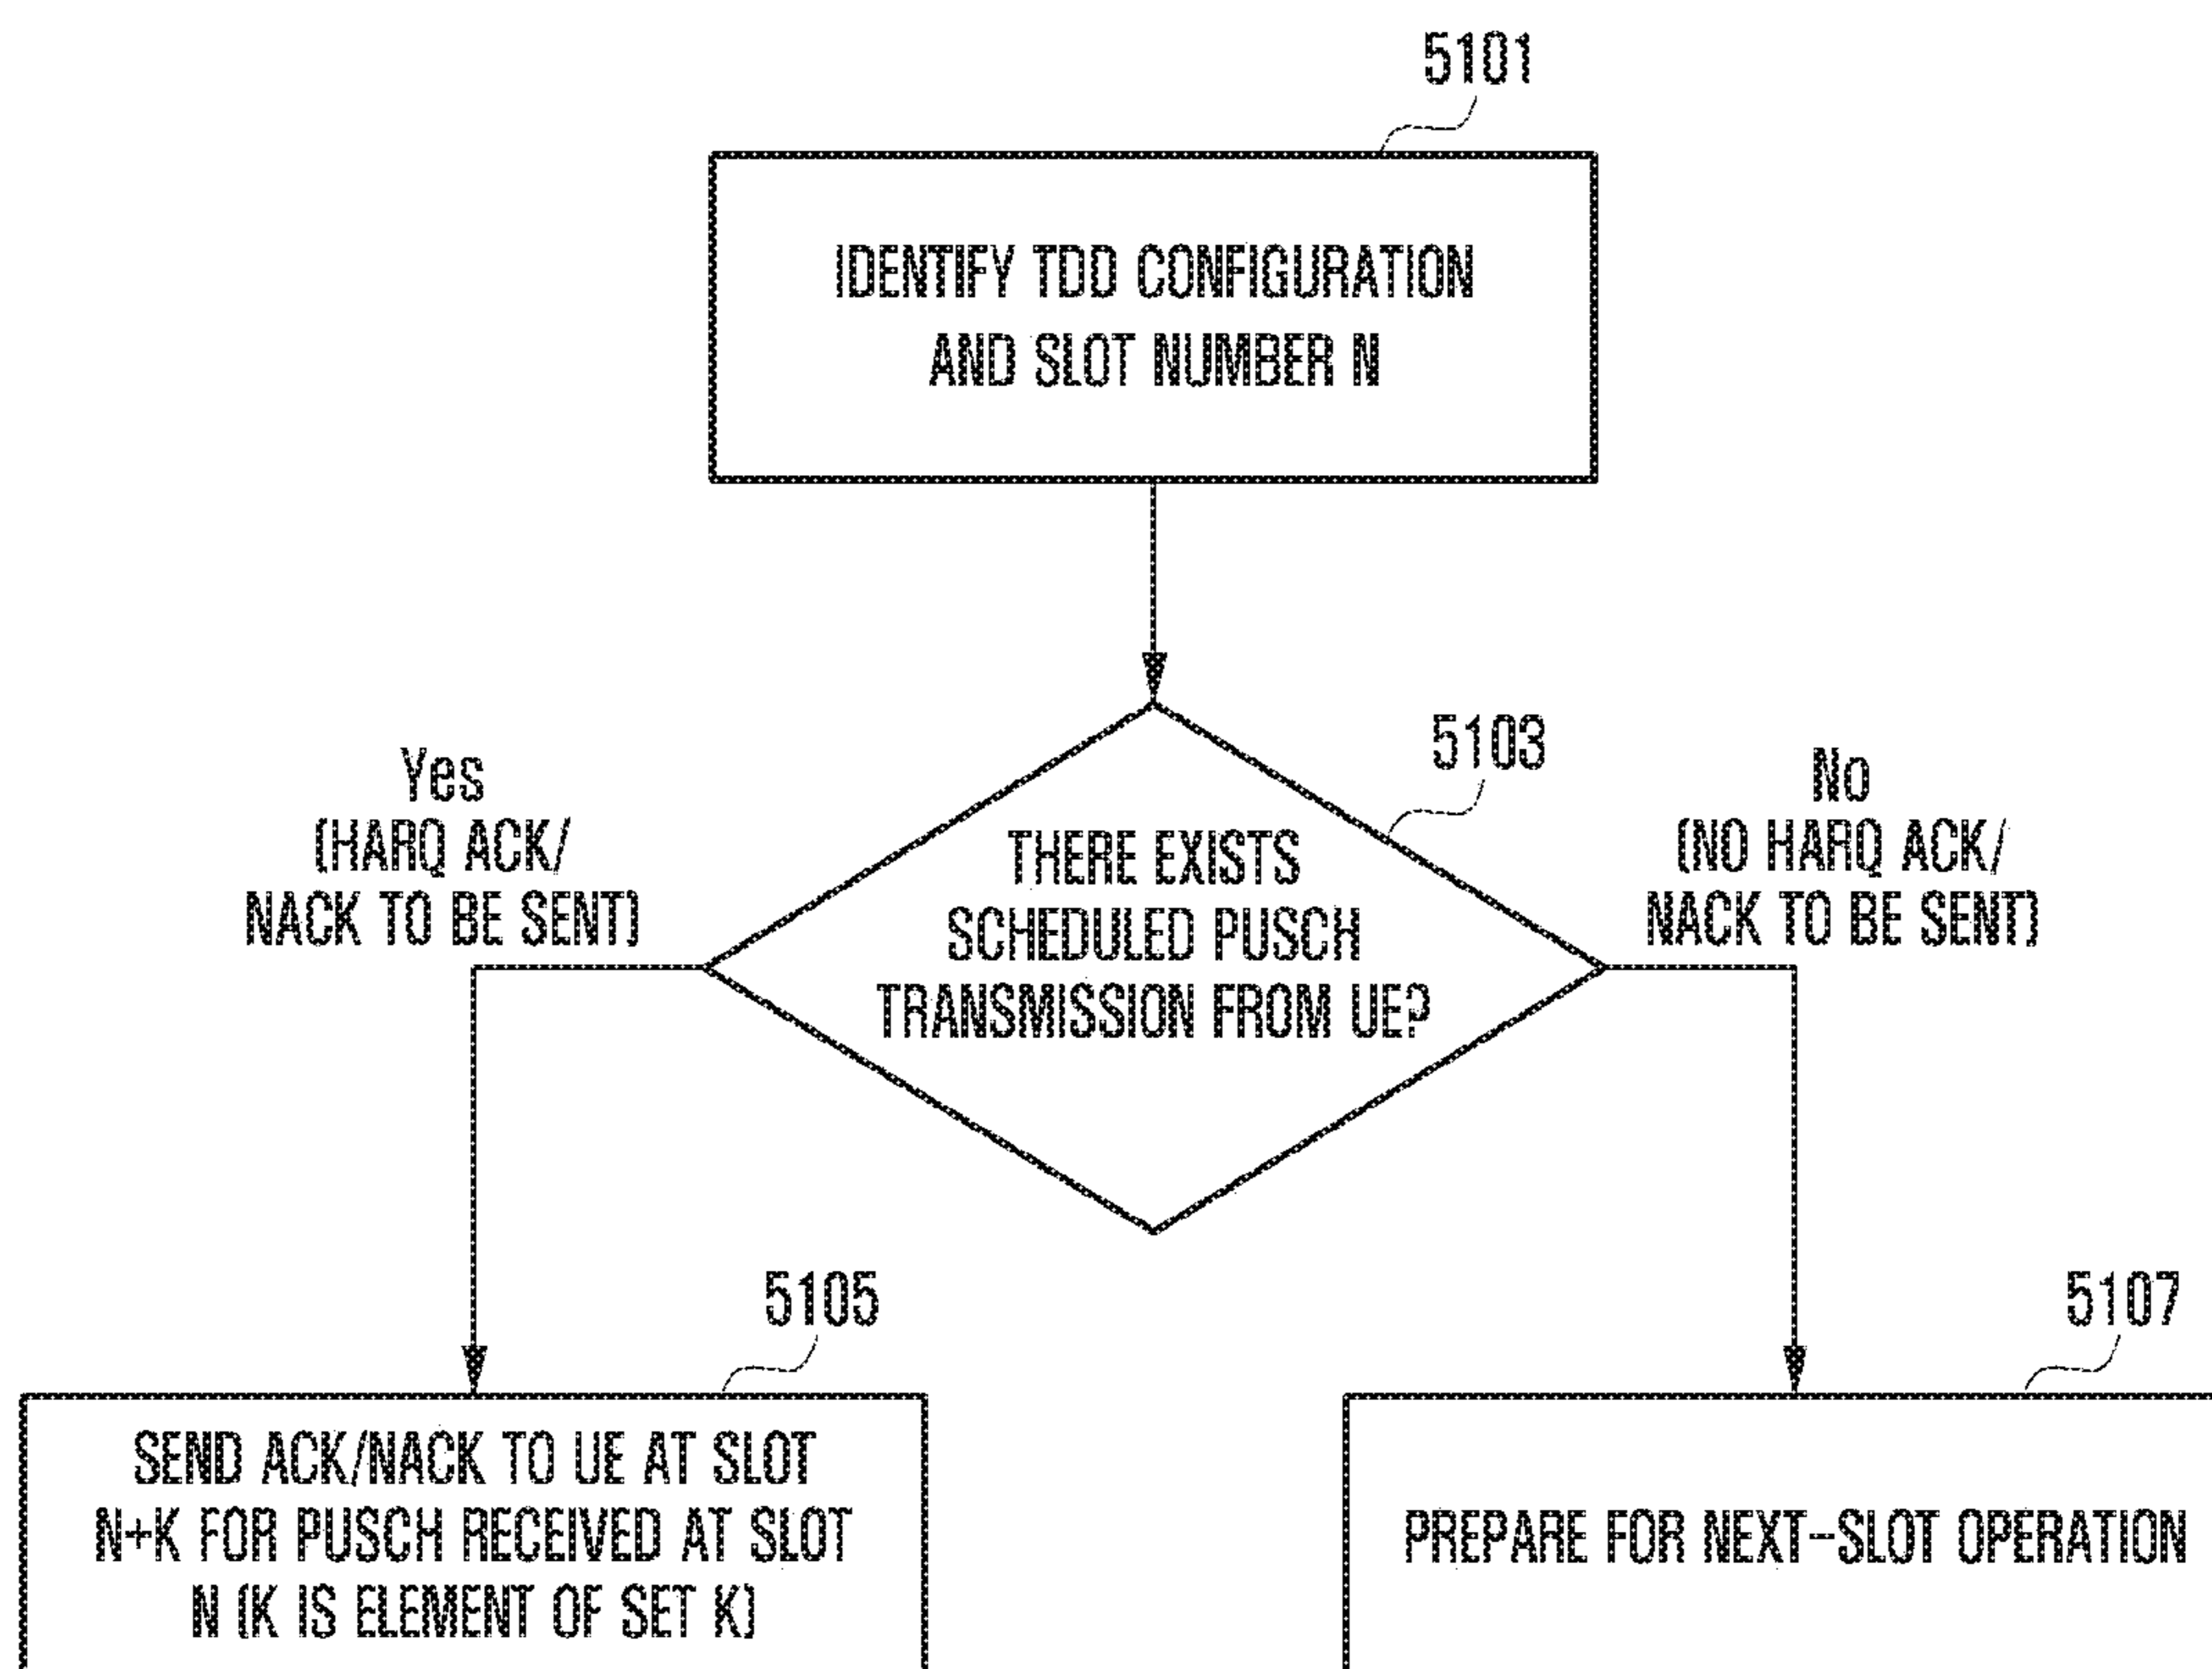 5101
IDENTIFY TDD CONFIGURATION
AND SLOT NUMBER N
5103
Yes
(HARQ ACK/
NACK TO BE SENT)
THERE EXISTS
SCHEDULED PUSCH
TRANSMISSION FROM UE?
No
(NO HARQ ACK/
NACK TO BE SENT)
5105
SEND ACK/NACK TO UE AT SLOT
N+K FOR PUSCH RECEIVED AT SLOT
N (K IS ELEMENT OF SET K)
5107
PREPARE FOR NEXT-SLOT OPERATION